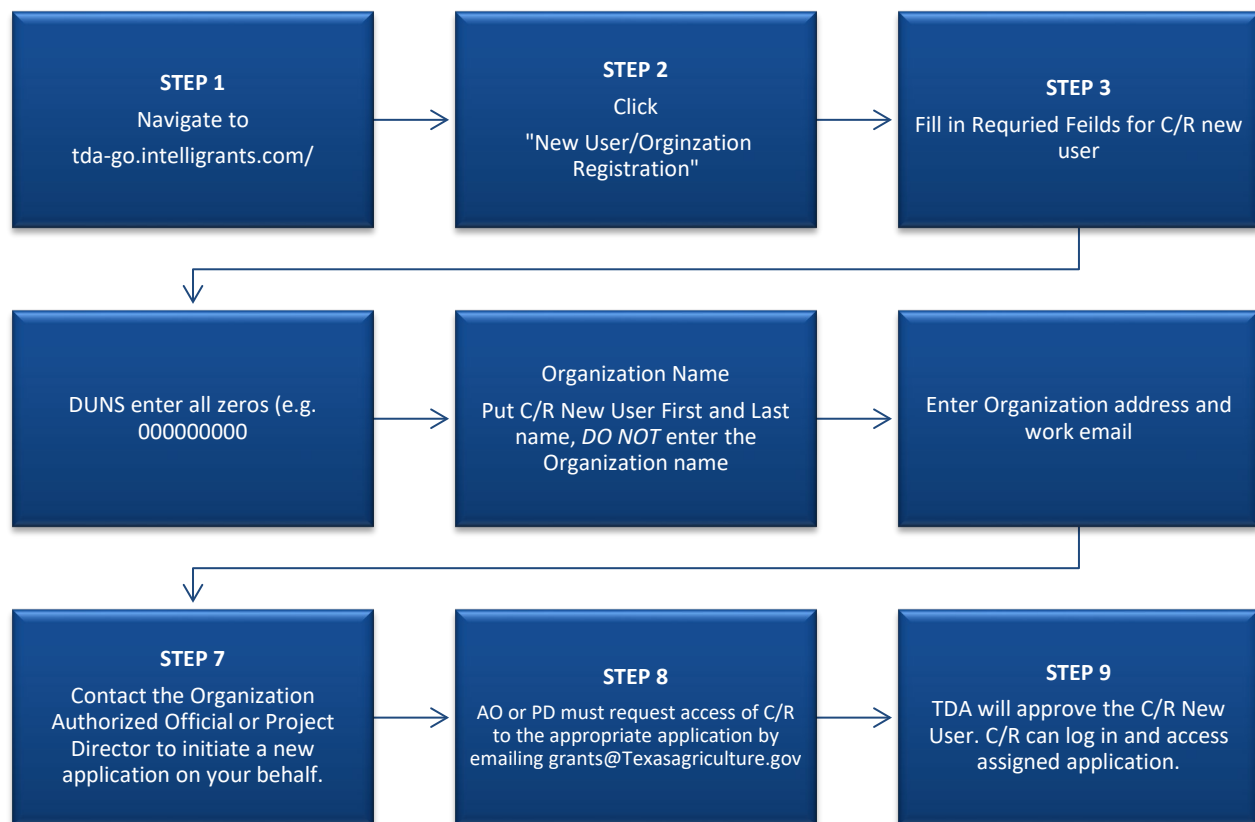 STEP 1
Navigate to
tda-go.intelligrants.com/
STEP 2
Click
"New User/Orginzation
Registration"
STEP 3
Fill in Requried Feilds for C/R new
user
DUNS enter all zeros (e.g.
000000000
Organization Name
Put C/R New User First and Last
name, DO NOT enter the
Organization name
Enter Organization address and
work email
STEP 7
Contact the Organization
Authorized Official or Project
Director to initiate a new
application on your behalf.
STEP 8
AO or PD must request access of C/R
to the appropriate application by
emailing grants@Texasagriculture.gov
STEP 9
TDA will approve the C/R New
User. C/R can log in and access
assigned application.